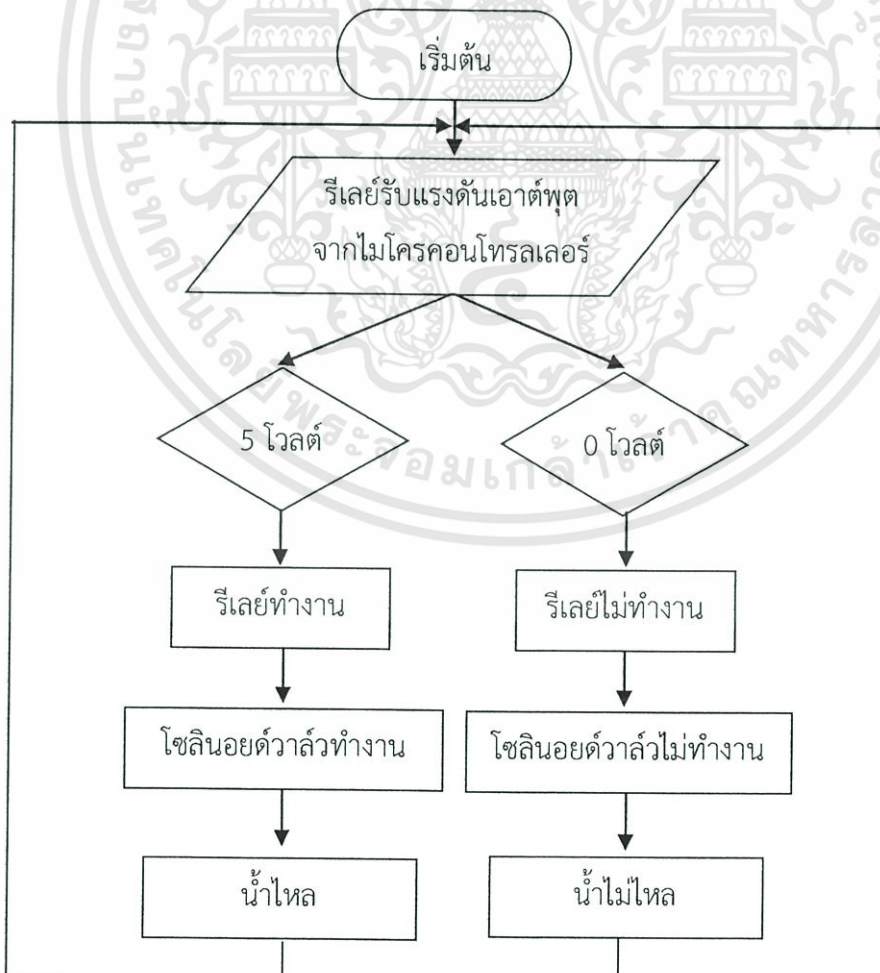 เริ่มต้น
รีเลย์รับแรงดันเอาต์พุต
จากไมโครคอนโทรลเลอร์
5 โวลต์
0 โวลต์
รีเลย์ทำงาน
รีเลย์ไม่ทำงาน
โซลินอยด์วาล์วทำงาน
โซลินอยด์วาล์วไม่ทำงาน
น้ำไหล
น้ำไม่ไหล